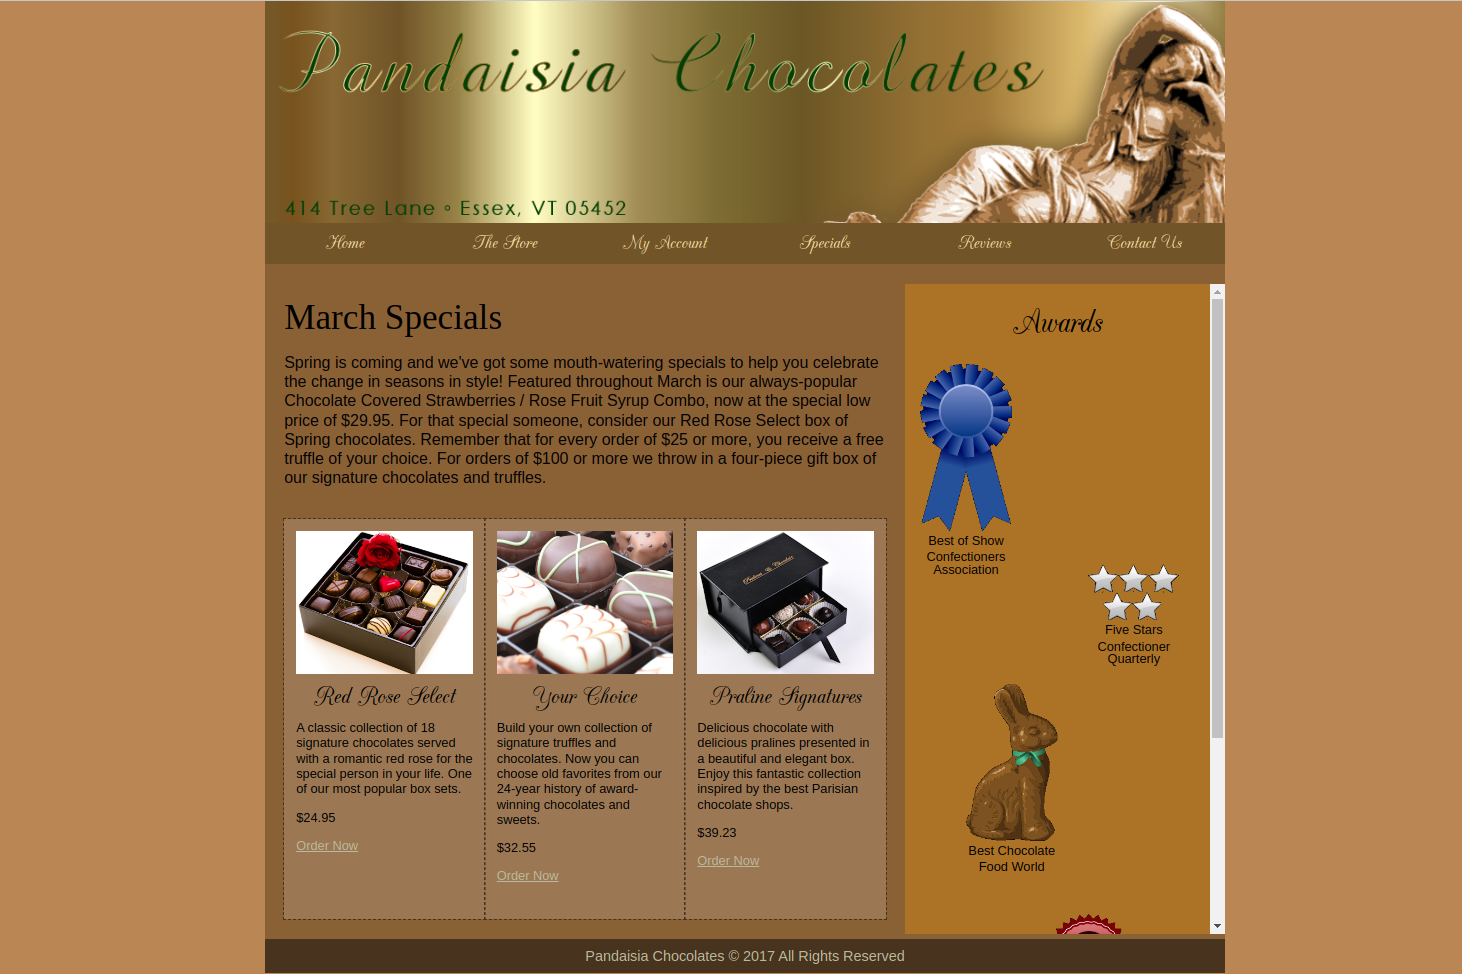 Pandaisia Chocolates
414 Tree Lane ◦ Essex, VT 05452
Home The Store My Account Specials Reviews Contact Us
March Specials
Spring is coming and we've got some mouth-watering specials to help you celebrate
the change in seasons in style! Featured throughout March is our always-popular
Chocolate Covered Strawberries / Rose Fruit Syrup Combo, now at the special low
price of $29.95. For that special someone, consider our Red Rose Select box of
Spring chocolates. Remember that for every order of $25 or more, you receive a free
truffle of your choice. For orders of $100 or more we throw in a four-piece gift box of
our signature chocolates and truffles.
Red Rose Select
A classic collection of 18
signature chocolates served
with a romantic red rose for the
special person in your life. One
of our most popular box sets.
$24.95
Order Now
Your Choice
Build your own collection of
signature truffles and
chocolates. Now you can
choose old favorites from our
24-year history of award-
winning chocolates and
sweets.
$32.55
Order Now
Praline Signatures
Delicious chocolate with
delicious pralines presented in
a beautiful and elegant box.
Enjoy this fantastic collection
inspired by the best Parisian
chocolate shops.
$39.23
Order Now
Awards
Best of Show
Confectioners
Association
Five Stars
Confectioner
Quarterly
Best Chocolate
Food World
Pandaisia Chocolates © 2017 All Rights Reserved